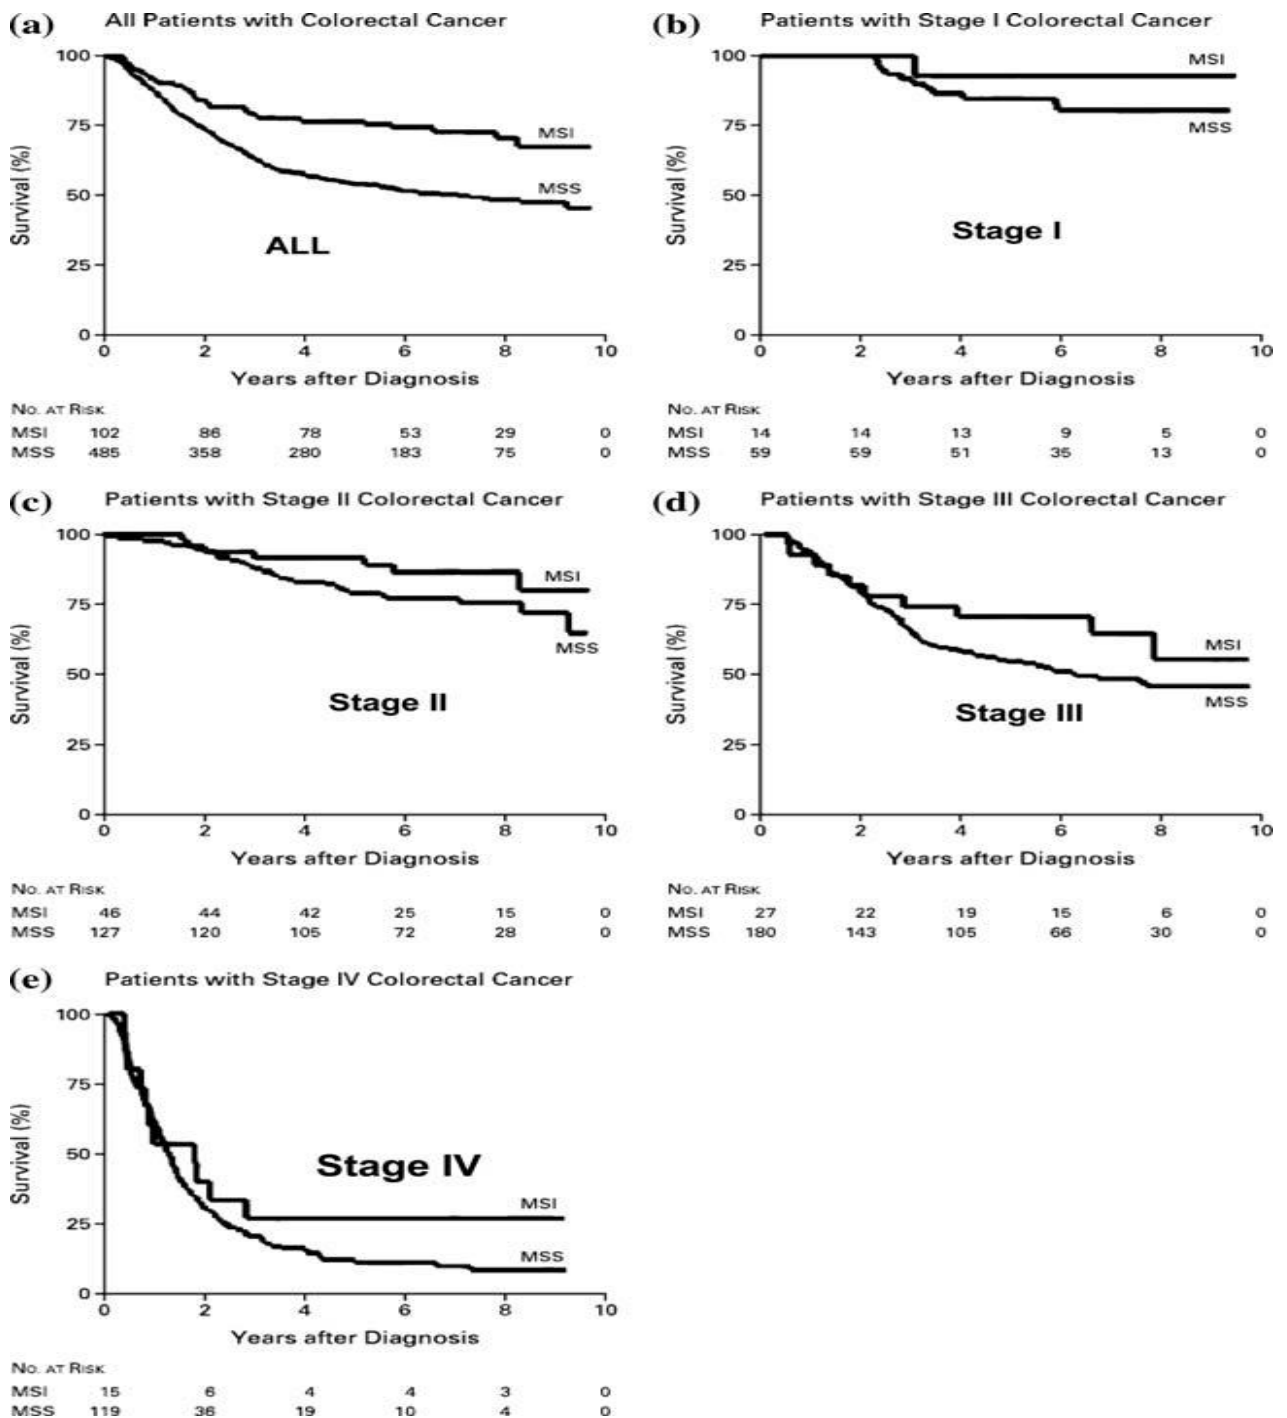 (a) All Patients with Colorectal Cancer
100
75
50
25
0
Survival (%)
MSI
MSS
ALL
0 2 4 6 8 10
Years after Diagnosis
No. at Risk
MSI 102 86 78 53 29 0
MSS 485 358 280 183 75 0
(b) Patients with Stage I Colorectal Cancer
100
75
50
25
0
Survival (%)
MSI
MSS
Stage I
0 2 4 6 8 10
Years after Diagnosis
No. at Risk
MSI 14 14 13 9 5 0
MSS 59 59 51 35 13 0
(c) Patients with Stage II Colorectal Cancer
100
75
50
25
0
Survival (%)
MSI
MSS
Stage II
0 2 4 6 8 10
Years after Diagnosis
No. at Risk
MSI 46 44 42 25 15 0
MSS 127 120 105 72 28 0
(d) Patients with Stage III Colorectal Cancer
100
75
50
25
0
Survival (%)
MSI
MSS
Stage III
0 2 4 6 8 10
Years after Diagnosis
No. at Risk
MSI 27 22 19 15 6 0
MSS 180 143 105 66 30 0
(e) Patients with Stage IV Colorectal Cancer
100
75
50
25
0
Survival (%)
Stage IV
MSI
MSS
0 2 4 6 8 10
Years after Diagnosis
No. at Risk
MSI 15 6 4 4 3 0
MSS 119 36 19 10 4 0